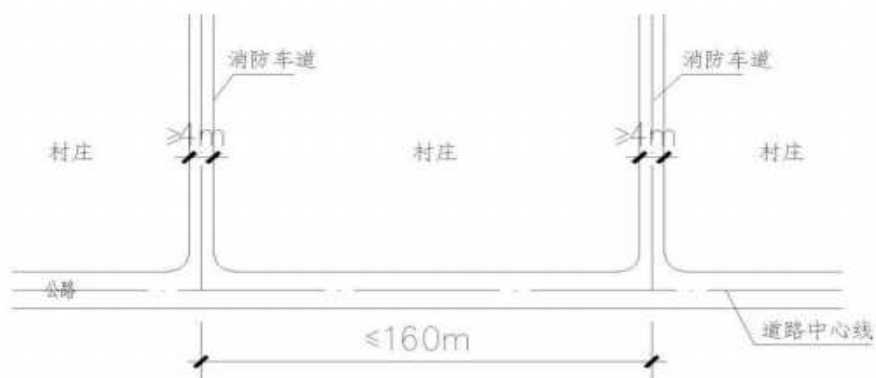 消防车道
消防车道
≥4m
≥4m
村庄
村庄
村庄
公路
道路中心线
≤160m